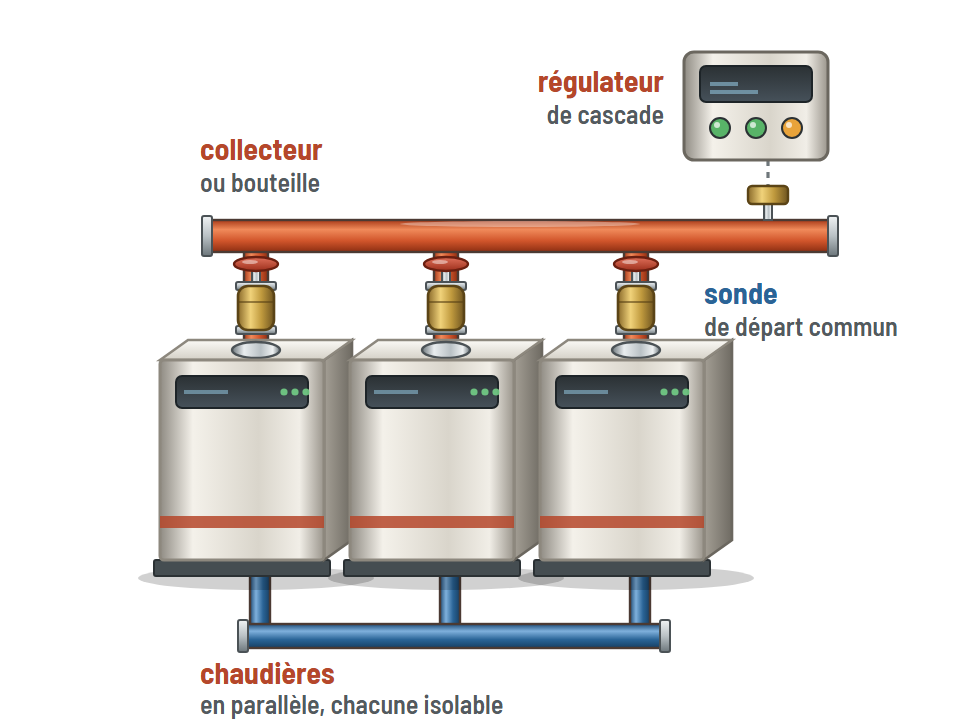 régulateur
de cascade
collecteur
ou bouteille
sonde
de départ commun
chaudières
en parallèle, chacune isolable